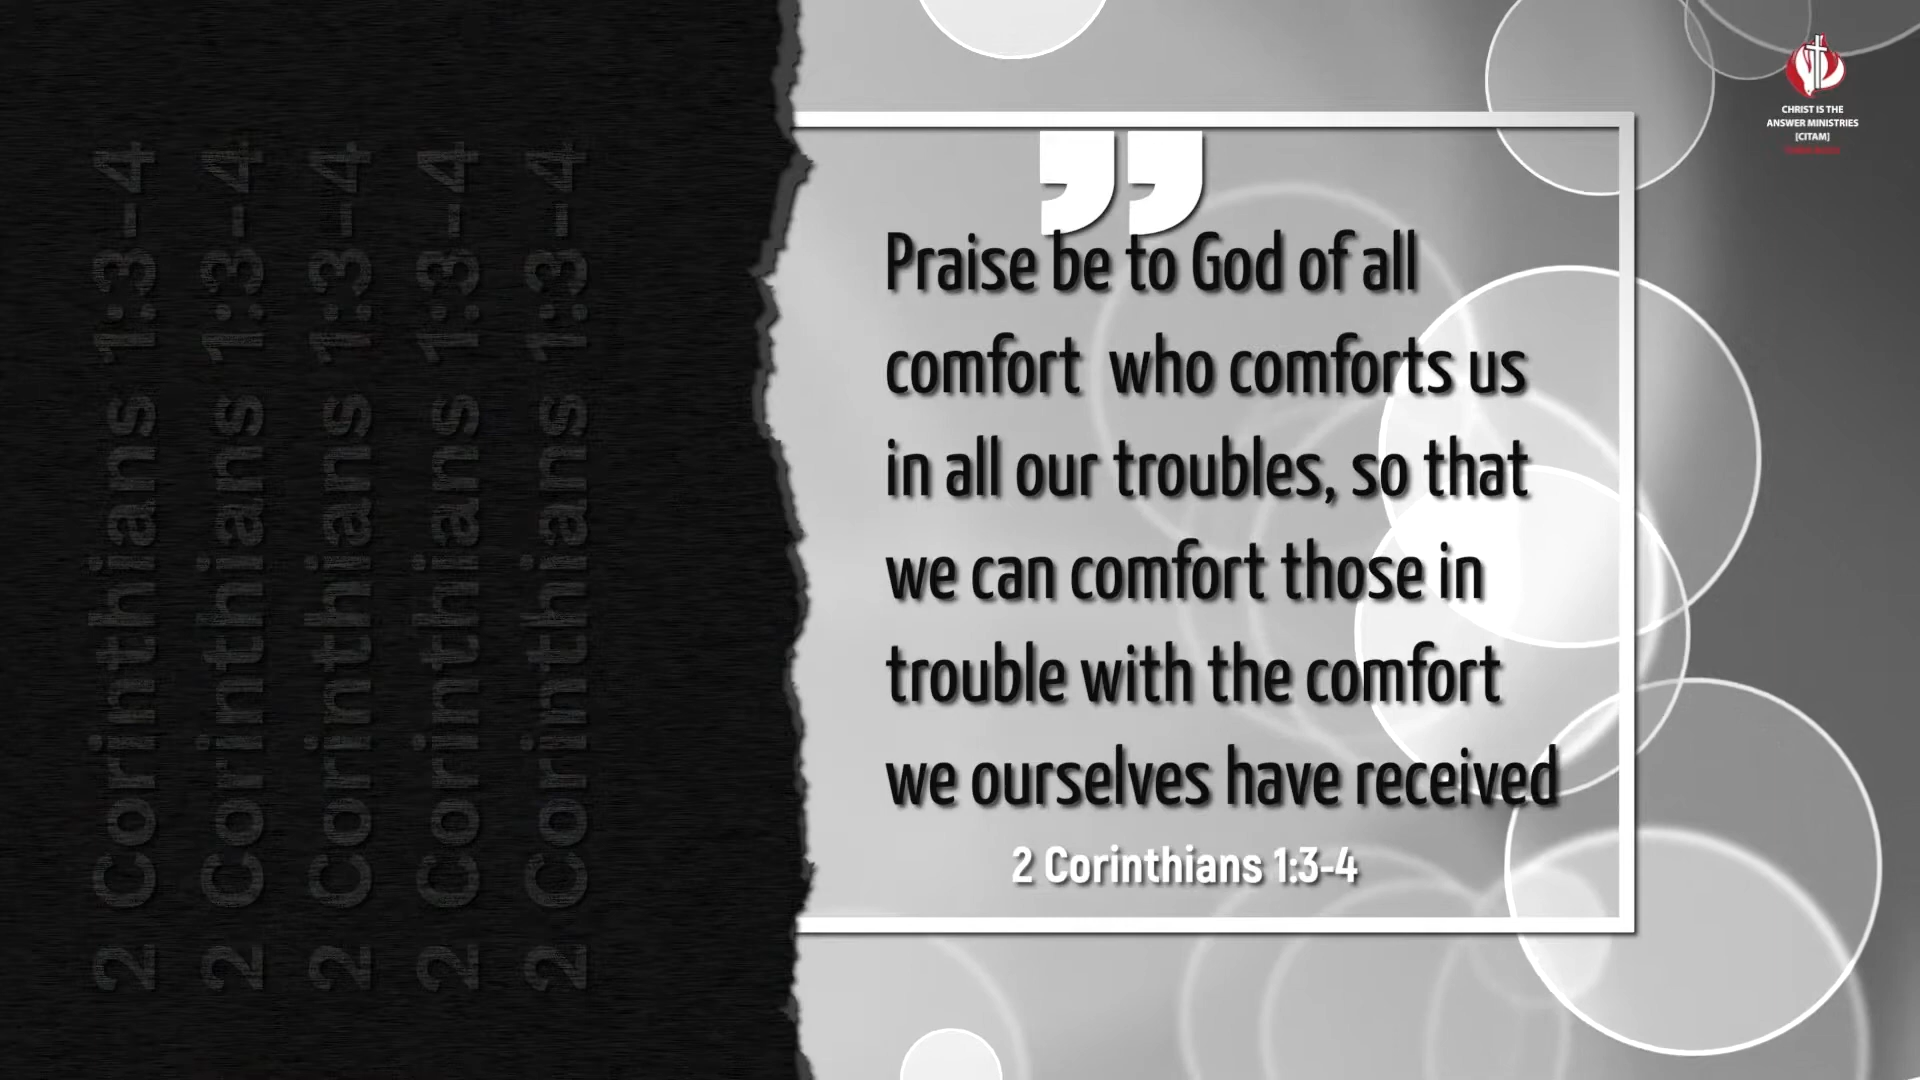 2 Corinthians 1:3-4
2 Corinthians 1:3-4
2 Corinthians 1:3-4
2 Corinthians 1:3-4
2 Corinthians 1:3-4
”
Praise be to God of all
comfort who comforts us
in all our troubles, so that
we can comfort those in
trouble with the comfort
we ourselves have received
2 Corinthians 1:3-4
CHRIST IS THE
ANSWER MINISTRIES
[CITAM]